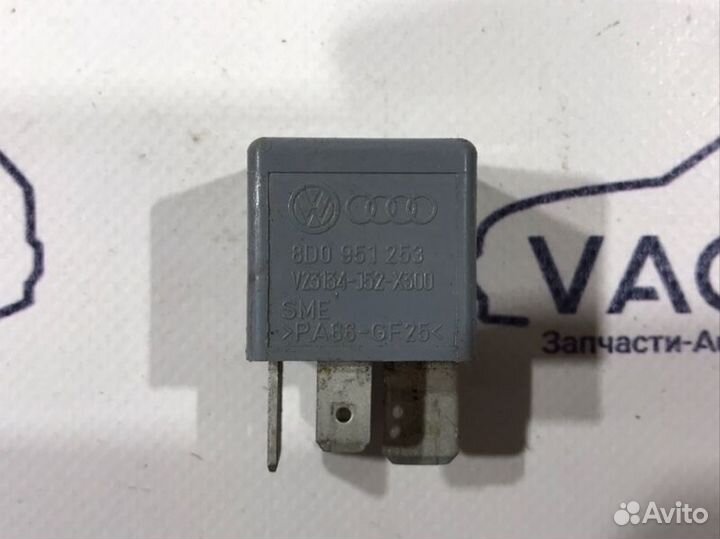 8D0 951 253
V23134-J52-X300
SME
>PA66-GF25<
VAG
Запчасти-А
Avito